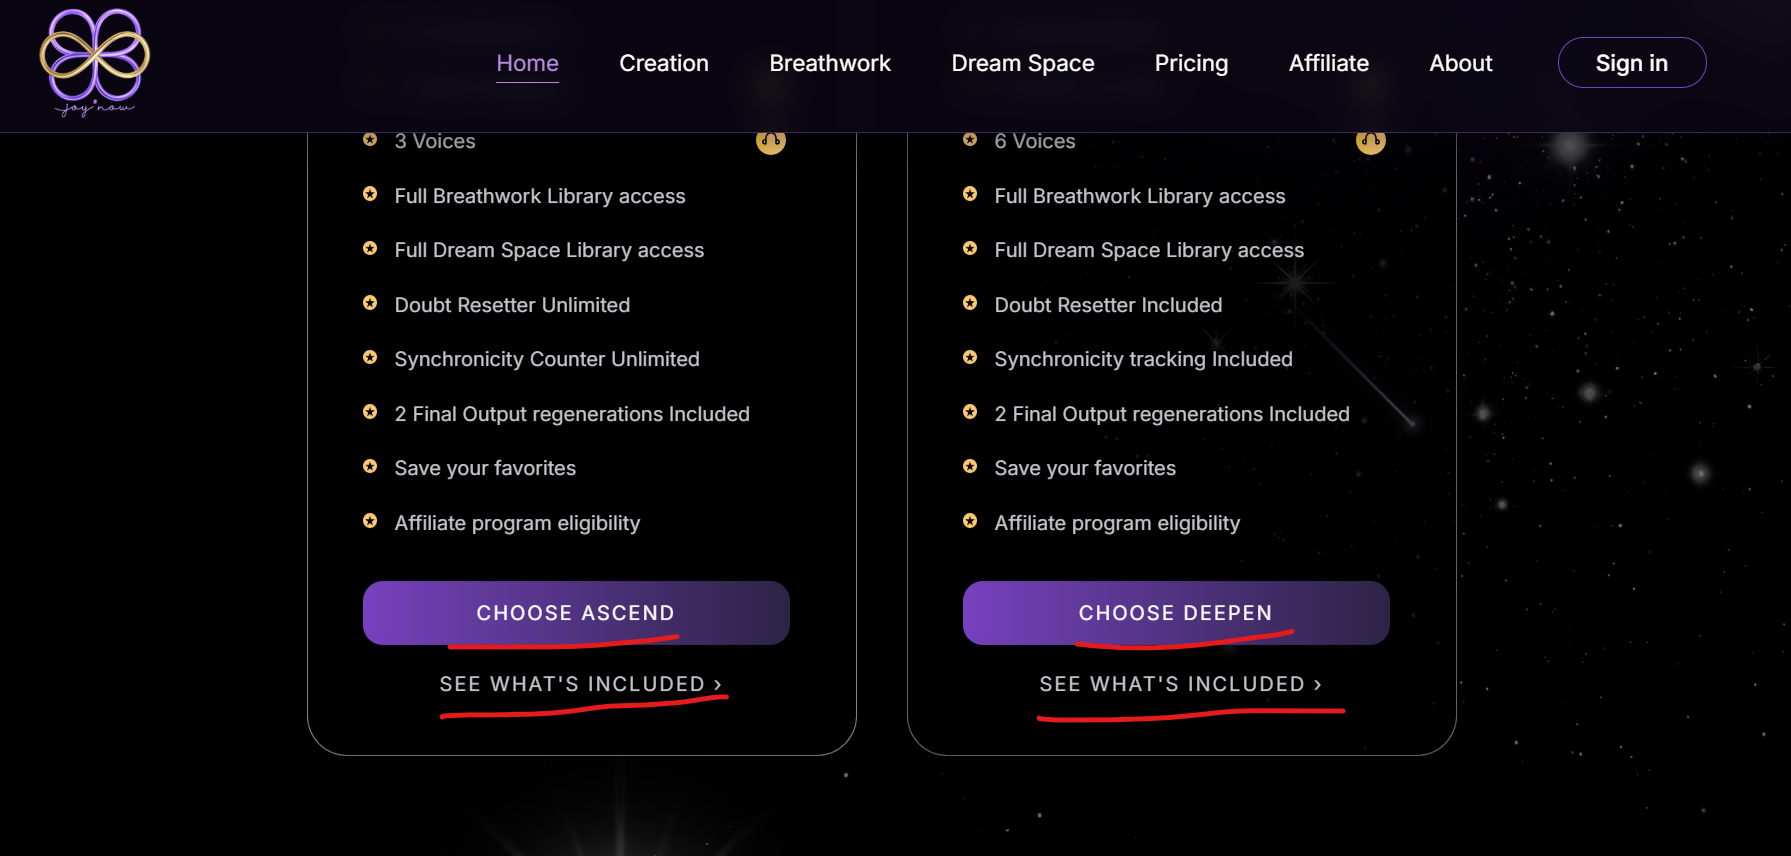 Home Creation Breathwork Dream Space Pricing Affiliate About Sign in
joy*now
3 Voices
Full Breathwork Library access
Full Dream Space Library access
Doubt Resetter Unlimited
Synchronicity Counter Unlimited
2 Final Output regenerations Included
Save your favorites
Affiliate program eligibility
CHOOSE ASCEND
SEE WHAT'S INCLUDED ›
6 Voices
Full Breathwork Library access
Full Dream Space Library access
Doubt Resetter Included
Synchronicity tracking Included
2 Final Output regenerations Included
Save your favorites
Affiliate program eligibility
CHOOSE DEEPEN
SEE WHAT'S INCLUDED ›